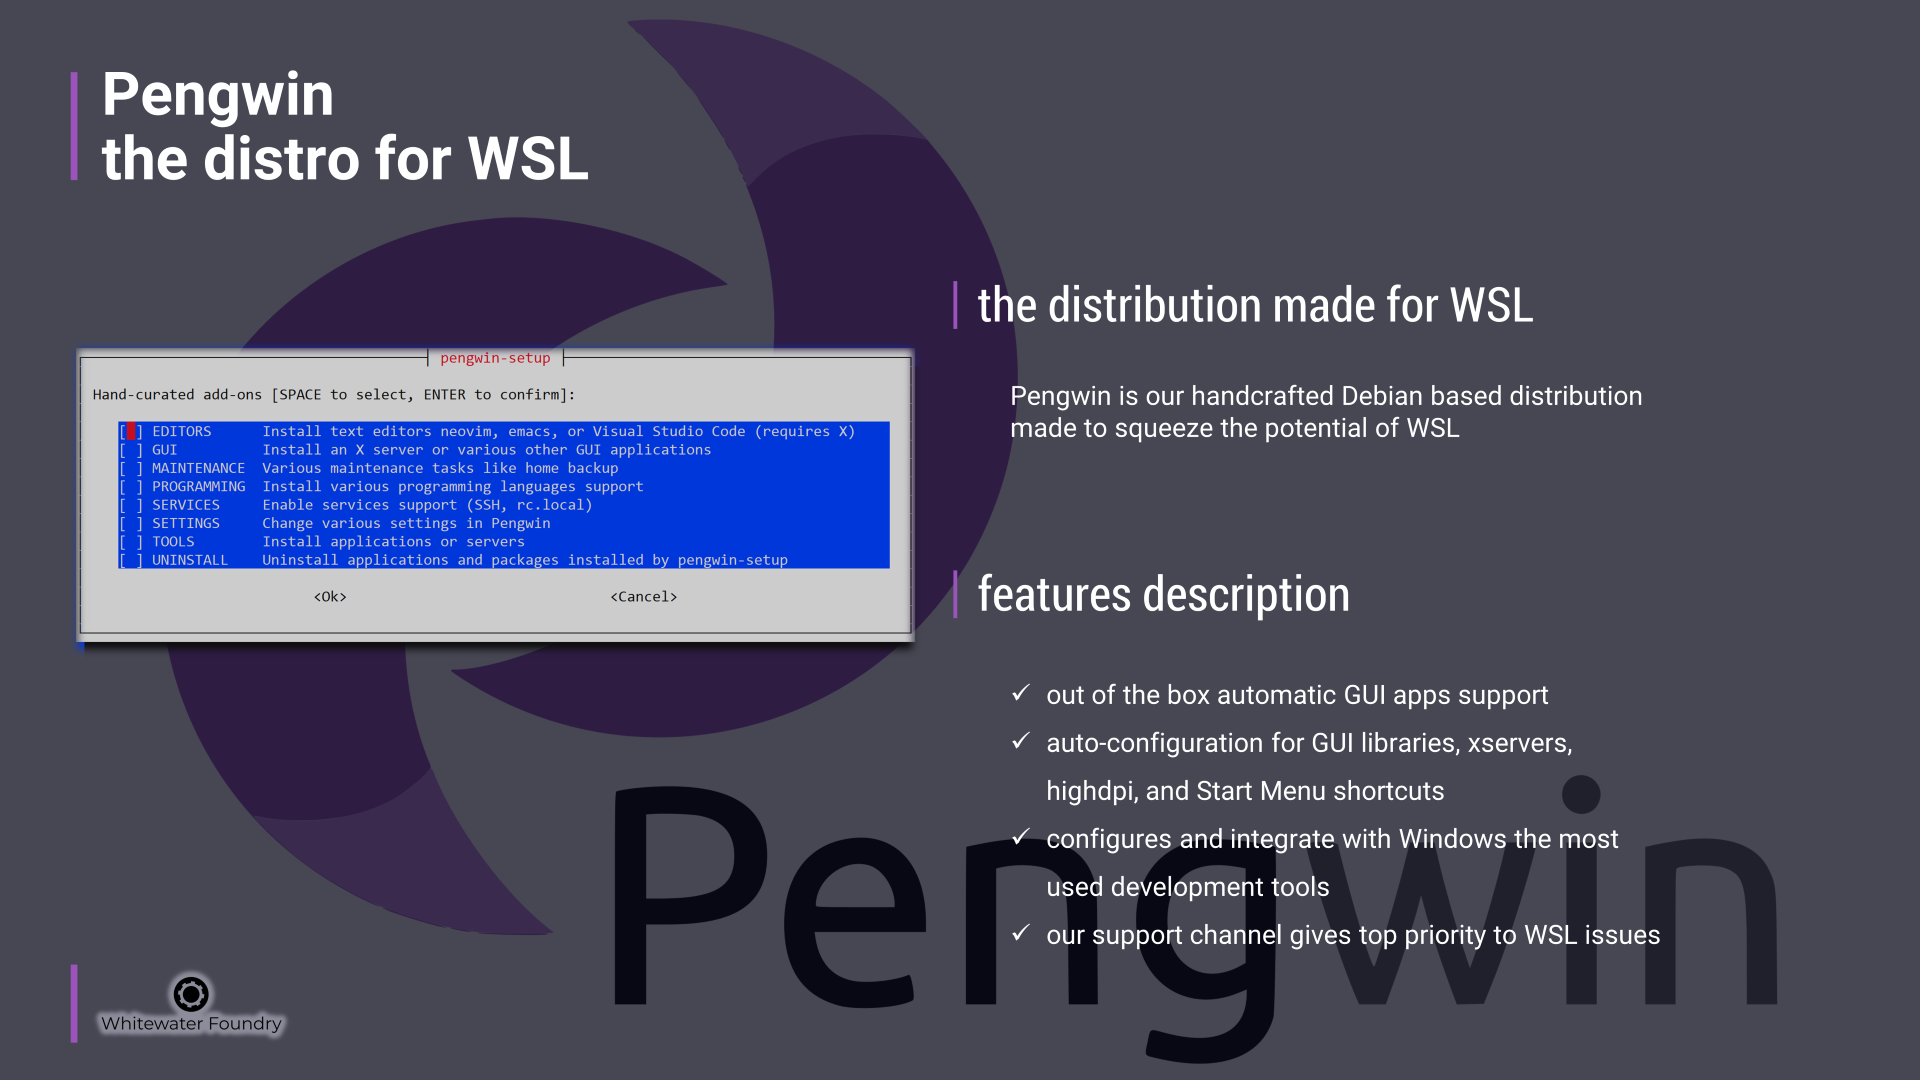 Pengwin
the distro for WSL
pengwin-setup
Hand-curated add-ons [SPACE to select, ENTER to confirm]:
[ ] EDITORS Install text editors neovim, emacs, or Visual Studio Code (requires X)
[ ] GUI Install an X server or various other GUI applications
[ ] MAINTENANCE Various maintenance tasks like home backup
[ ] PROGRAMMING Install various programming languages support
[ ] SERVICES Enable services support (SSH, rc.local)
[ ] SETTINGS Change various settings in Pengwin
[ ] TOOLS Install applications or servers
[ ] UNINSTALL Uninstall applications and packages installed by pengwin-setup
<Ok> <Cancel>
the distribution made for WSL
Pengwin is our handcrafted Debian based distribution
made to squeeze the potential of WSL
features description
✓ out of the box automatic GUI apps support
✓ auto-configuration for GUI libraries, xservers,
highdpi, and Start Menu shortcuts
✓ configures and integrate with Windows the most
used development tools
✓ our support channel gives top priority to WSL issues
Pengwin
Whitewater Foundry